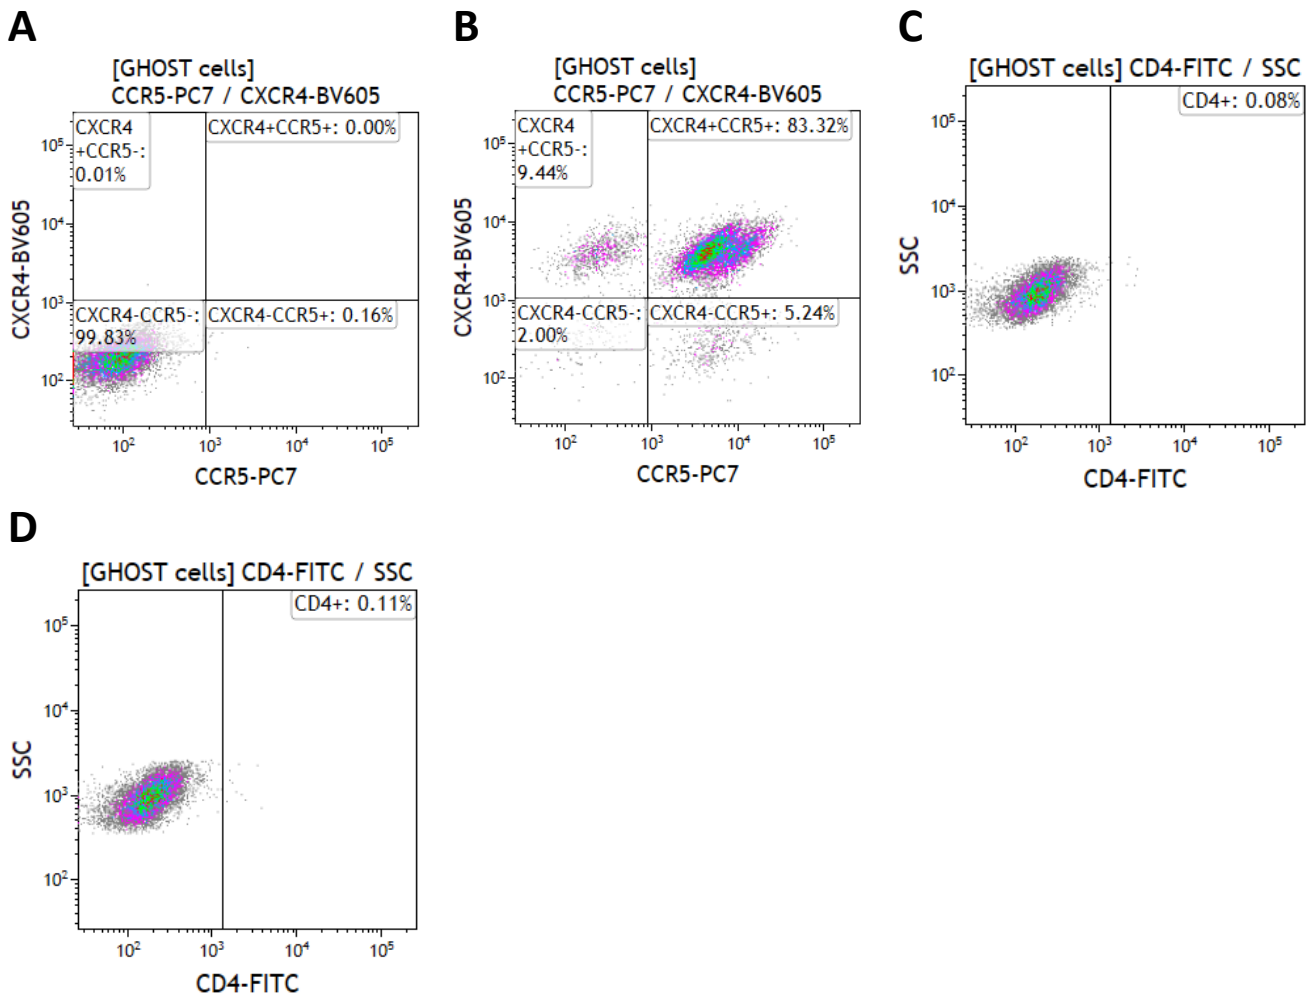 A
[GHOST cells]
CCR5-PC7 / CXCR4-BV605
CXCR4
+CCR5-:
0.01%
CXCR4+CCR5+: 0.00%
CXCR4-CCR5-:
99.83%
CXCR4-CCR5+: 0.16%
10⁵
10⁴
10³
10²
CXCR4-BV605
10² 10³ 10⁴ 10⁵
CCR5-PC7
B
[GHOST cells]
CCR5-PC7 / CXCR4-BV605
CXCR4
+CCR5-:
9.44%
CXCR4+CCR5+: 83.32%
CXCR4-CCR5-:
2.00%
CXCR4-CCR5+: 5.24%
10⁵
10⁴
10³
10²
CXCR4-BV605
10² 10³ 10⁴ 10⁵
CCR5-PC7
C
[GHOST cells] CD4-FITC / SSC
CD4+: 0.08%
10⁵
10⁴
10³
10²
SSC
10² 10³ 10⁴ 10⁵
CD4-FITC
D
[GHOST cells] CD4-FITC / SSC
CD4+: 0.11%
10⁵
10⁴
10³
10²
SSC
10² 10³ 10⁴ 10⁵
CD4-FITC